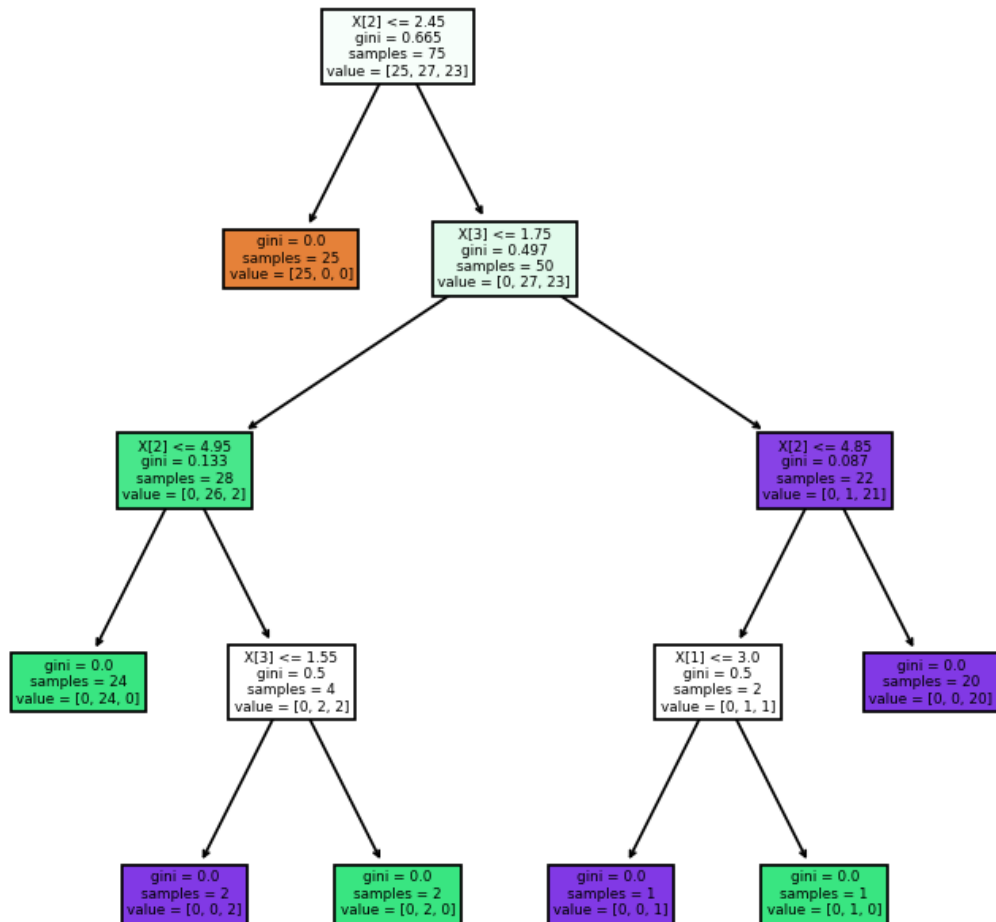 X[2] <= 2.45
gini = 0.665
samples = 75
value = [25, 27, 23]
gini = 0.0
samples = 25
value = [25, 0, 0]
X[3] <= 1.75
gini = 0.497
samples = 50
value = [0, 27, 23]
X[2] <= 4.95
gini = 0.133
samples = 28
value = [0, 26, 2]
X[2] <= 4.85
gini = 0.087
samples = 22
value = [0, 1, 21]
gini = 0.0
samples = 24
value = [0, 24, 0]
X[3] <= 1.55
gini = 0.5
samples = 4
value = [0, 2, 2]
X[1] <= 3.0
gini = 0.5
samples = 2
value = [0, 1, 1]
gini = 0.0
samples = 20
value = [0, 0, 20]
gini = 0.0
samples = 2
value = [0, 0, 2]
gini = 0.0
samples = 2
value = [0, 2, 0]
gini = 0.0
samples = 1
value = [0, 0, 1]
gini = 0.0
samples = 1
value = [0, 1, 0]